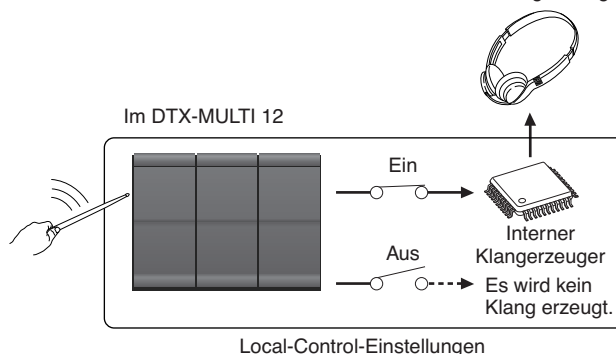 Im DTX-MULTI 12
Ein
Interner
Klangerzeuger
Aus
Es wird kein
Klang erzeugt.
Local-Control-Einstellungen